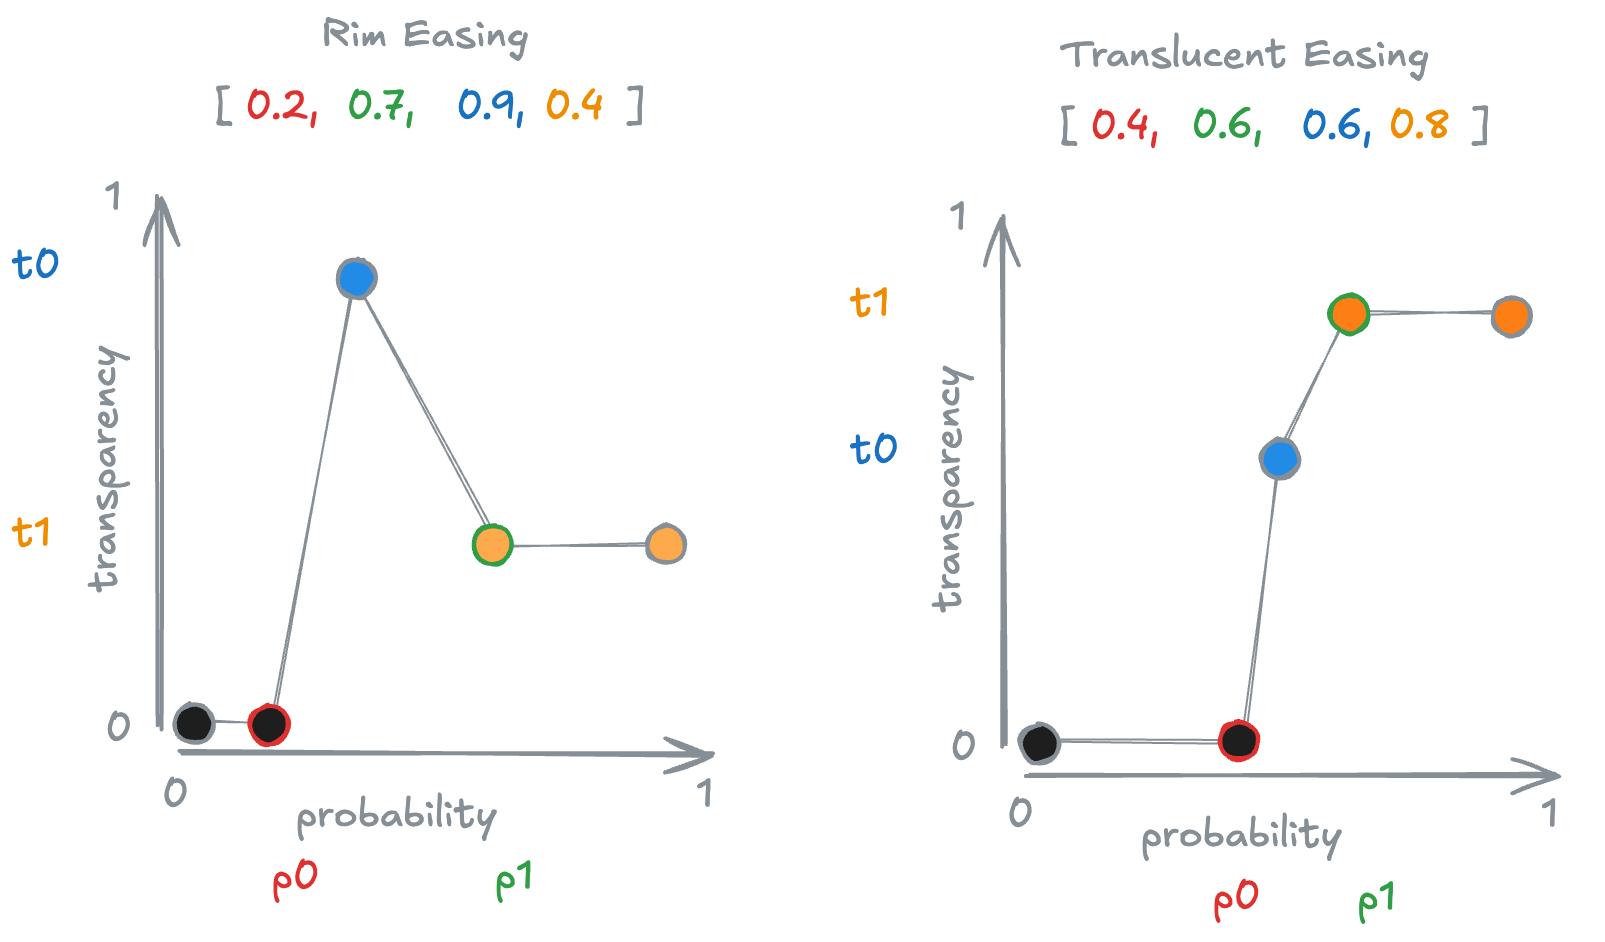 Rim Easing
[ 0.2, 0.7, 0.9, 0.4 ]
1
t0
transparency
t1
0
0
1
probability
p0
p1
Translucent Easing
[ 0.4, 0.6, 0.6, 0.8 ]
1
t1
t0
transparency
0
0
1
probability
p0
p1